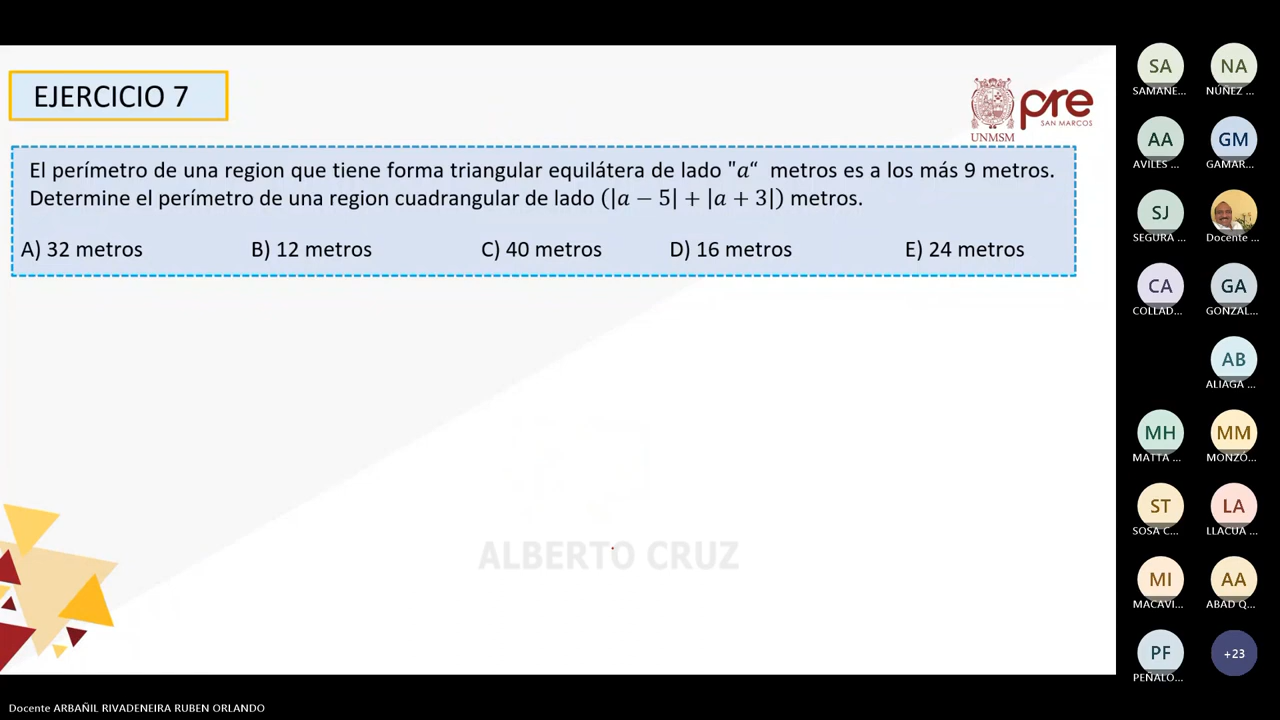 EJERCICIO 7
UNMSM
pre
SAN MARCOS
El perímetro de una region que tiene forma triangular equilátera de lado "a“ metros es a los más 9 metros.
Determine el perímetro de una region cuadrangular de lado (|a − 5| + |a + 3|) metros.
A) 32 metros B) 12 metros C) 40 metros D) 16 metros E) 24 metros
ALBERTO CRUZ
SA NA
SAMANE... NÚÑEZ ...
AA GM
AVILES ... GAMAR...
SJ
SEGURA ... Docente ...
CA GA
COLLAD... GONZAL...
AB
ALIAGA ...
MH MM
MATTA ... MONZÓ...
ST LA
SOSA C... LLACUA ...
MI AA
MACAVI... ABAD Q...
PF +23
PEÑALO...
Docente ARBAÑIL RIVADENEIRA RUBEN ORLANDO